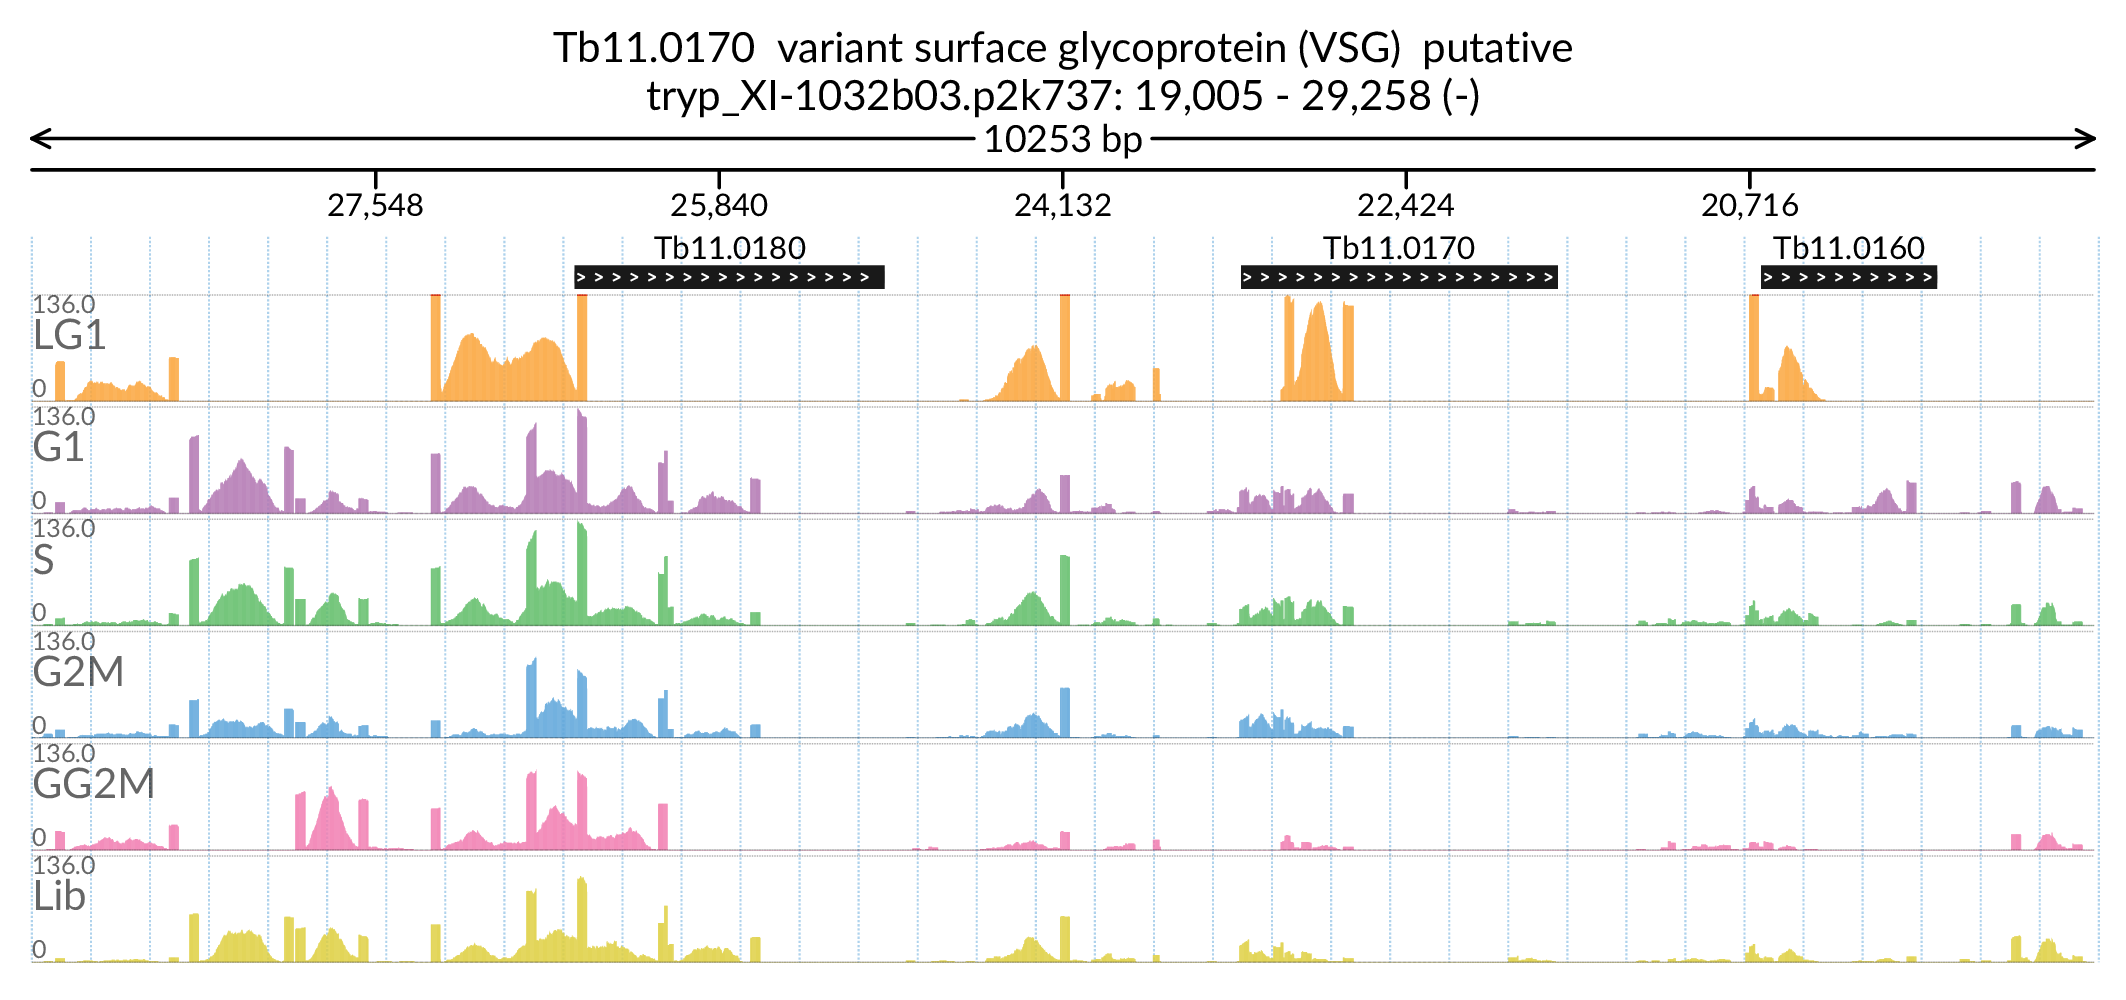 Tb11.0170 variant surface glycoprotein (VSG) putative
tryp_XI-1032b03.p2k737: 19,005 - 29,258 (-)
10253 bp
27,548 25,840 24,132 22,424 20,716
Tb11.0180 Tb11.0170 Tb11.0160
136.0
LG1
0
136.0
G1
0
136.0
S
0
136.0
G2M
0
136.0
GG2M
0
136.0
Lib
0